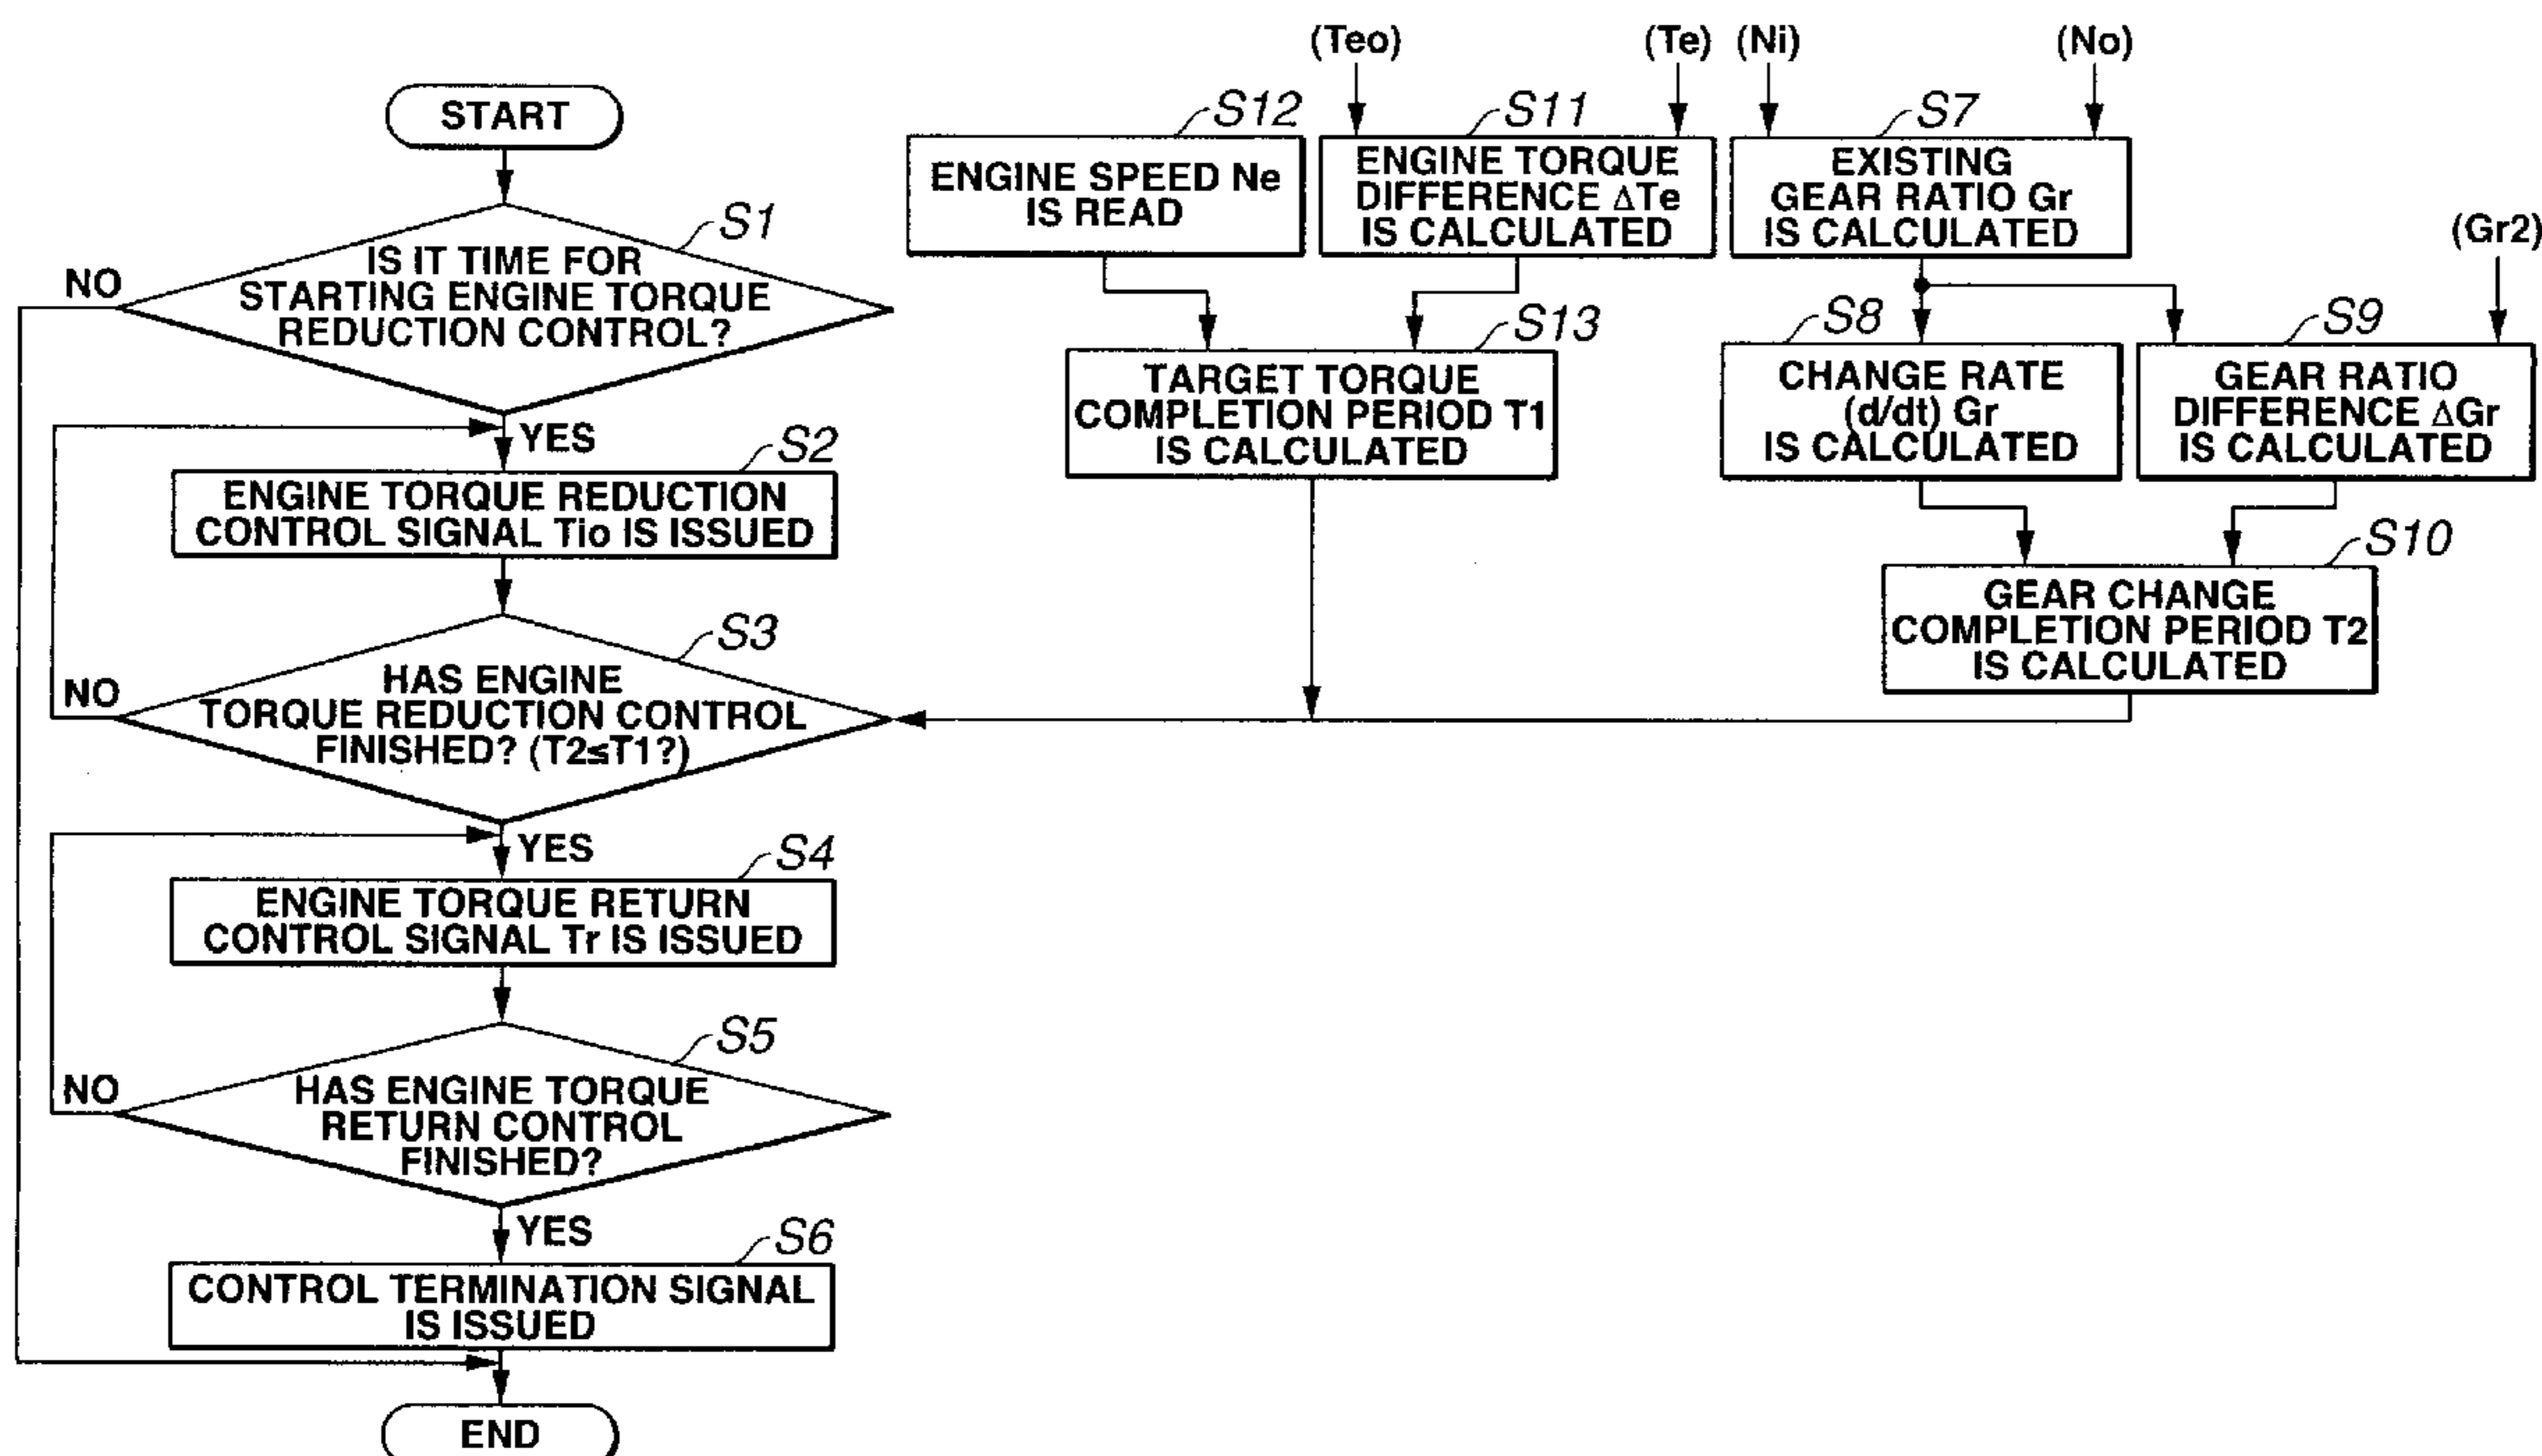 START
S1
IS IT TIME FOR
STARTING ENGINE TORQUE
REDUCTION CONTROL?
NO
YES
S2
ENGINE TORQUE REDUCTION
CONTROL SIGNAL Tio IS ISSUED
S3
HAS ENGINE
TORQUE REDUCTION CONTROL
FINISHED? (T2≤T1?)
NO
YES
S4
ENGINE TORQUE RETURN
CONTROL SIGNAL Tr IS ISSUED
S5
HAS ENGINE TORQUE
RETURN CONTROL
FINISHED?
NO
YES
S6
CONTROL TERMINATION SIGNAL
IS ISSUED
END
S12
ENGINE SPEED Ne
IS READ
(Teo)
(Te)
S11
ENGINE TORQUE
DIFFERENCE ΔTe
IS CALCULATED
S13
TARGET TORQUE
COMPLETION PERIOD T1
IS CALCULATED
(Ni)
(No)
S7
EXISTING
GEAR RATIO Gr
IS CALCULATED
(Gr2)
S8
CHANGE RATE
(d/dt) Gr
IS CALCULATED
S9
GEAR RATIO
DIFFERENCE ΔGr
IS CALCULATED
S10
GEAR CHANGE
COMPLETION PERIOD T2
IS CALCULATED